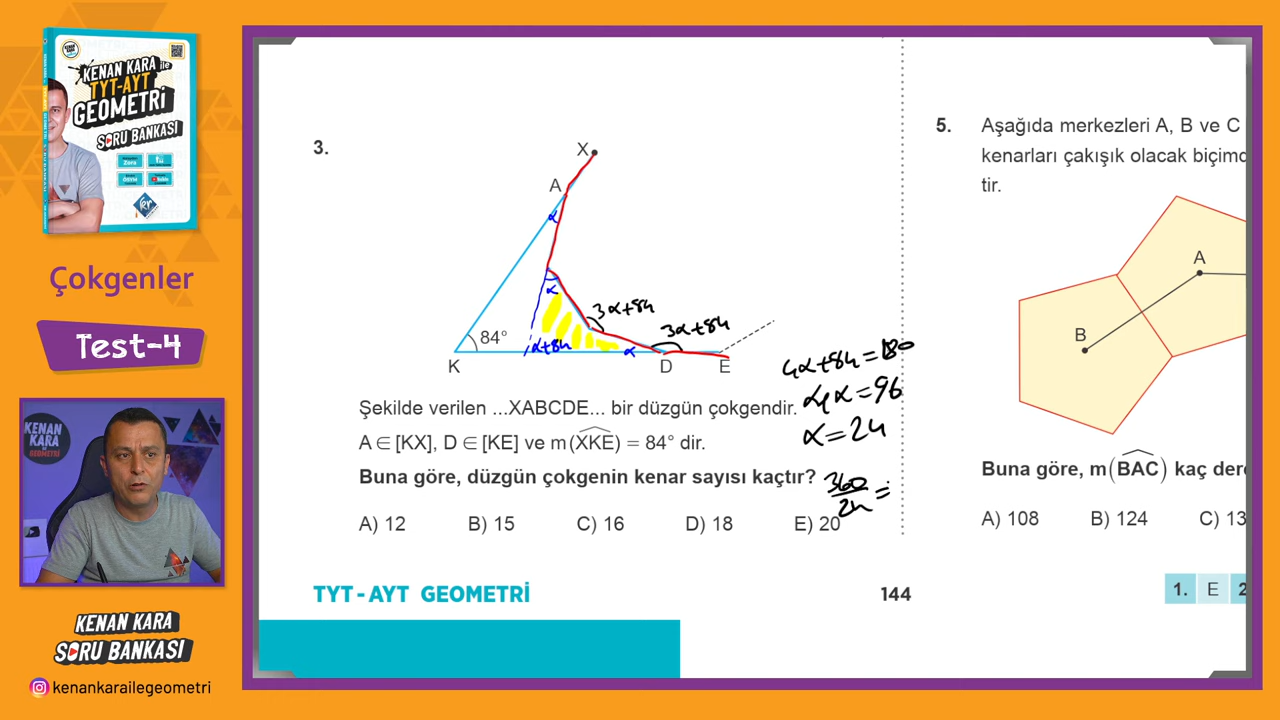 KENAN KARA ile
TYT-AYT
GEOMETRİ
SORU BANKASI
Çokgenler
Test-4
KENAN KARA
SORU BANKASI
kenankarailegeometri
3.
X
A
α
α
3α+84
3α+84
84°
α+84
α
K
D
E
4α+84=180
4α=96
α=24
Şekilde verilen ...XABCDE... bir düzgün çokgendir.
A ∈ [KX], D ∈ [KE] ve m(XKE) = 84° dir.
Buna göre, düzgün çokgenin kenar sayısı kaçtır?
360/24 =
A) 12 B) 15 C) 16 D) 18 E) 20
TYT - AYT GEOMETRİ
144
5. Aşağıda merkezleri A, B ve C
kenarları çakışık olacak biçimd
tir.
A
B
Buna göre, m(BAC) kaç dere
A) 108 B) 124 C) 13
1. E 2